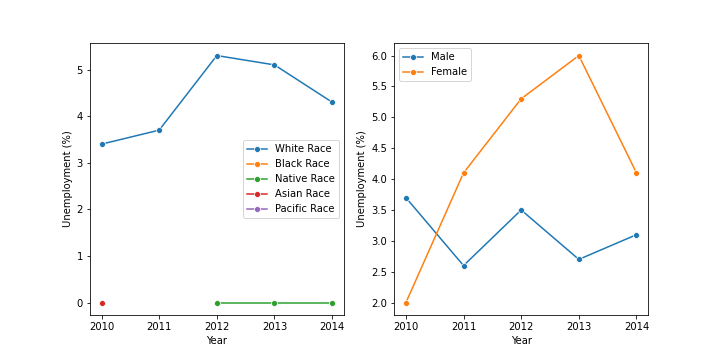 5
4
3
2
1
0
Unemployment (%)
2010 2011 2012 2013 2014
Year
White Race
Black Race
Native Race
Asian Race
Pacific Race
6.0
5.5
5.0
4.5
4.0
3.5
3.0
2.5
2.0
Unemployment (%)
2010 2011 2012 2013 2014
Year
Male
Female